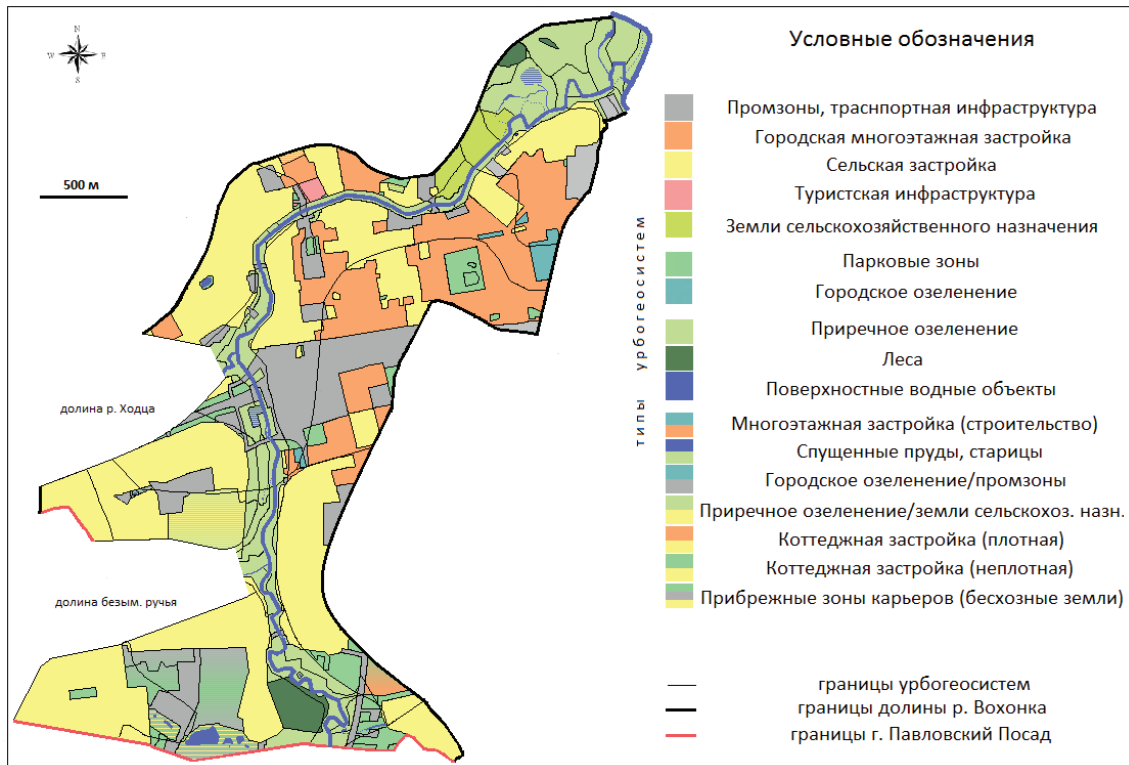 Условные обозначения
N
W E
S
500 м
долина р. Ходца
долина безым. ручья
типы урбогеосистем
Промзоны, траспортная инфраструктура
Городская многоэтажная застройка
Сельская застройка
Туристская инфраструктура
Земли сельскохозяйственного назначения
Парковые зоны
Городское озеленение
Приречное озеленение
Леса
Поверхностные водные объекты
Многоэтажная застройка (строительство)
Спущенные пруды, старицы
Городское озеленение/промзоны
Приречное озеленение/земли сельскохоз. назн.
Коттеджная застройка (плотная)
Коттеджная застройка (неплотная)
Прибрежные зоны карьеров (бесхозные земли)
границы урбогеосистем
границы долины р. Вохонка
границы г. Павловский Посад